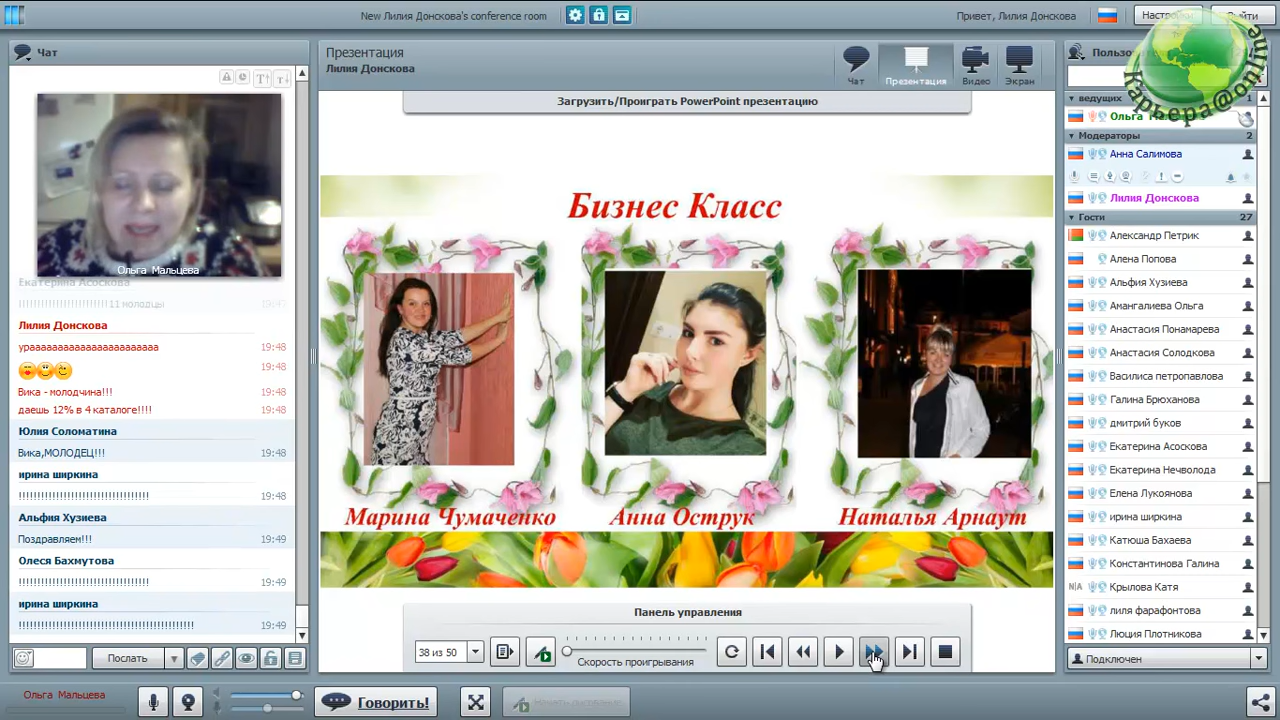 New Лилия Донскова's conference room
Привет, Лилия Донскова
Настройки
Выйти
Чат
Ольга Мальцева
Екатерина Асоскова
!!!!!!!!!!!!!!!!!!!!!!!11 молодцы
Лилия Донскова
урааааааааааааааааааааааа 19:48
19:48
Вика - молодчина!!! 19:48
даешь 12% в 4 каталоге!!!! 19:48
Юлия Соломатина
Вика,МОЛОДЕЦ!!! 19:48
ирина ширкина
!!!!!!!!!!!!!!!!!!!!!!!!!!!!!!!!!! 19:48
Альфия Хузиева
Поздравляем!!! 19:49
Олеся Бахмутова
!!!!!!!!!!!!!!!!!!!!!!!!!!!!!!!!!! 19:49
ирина ширкина
!!!!!!!!!!!!!!!!!!!!!!!!!!!!!!!!!!!!!!!!!!!!! 19:49
Послать
Презентация
Лилия Донскова
Чат
Презентация
Видео
Экран
Загрузить/Проиграть PowerPoint презентацию
Бизнес Класс
Марина Чумаченко
Анна Острук
Наталья Арнаут
Панель управления
38 из 50
Скорость проигрывания
карьера@online
ведущих 1
Ольга
Модераторы 2
Анна Салимова
Лилия Донскова
Гости 27
Александр Петрик
Алена Попова
Альфия Хузиева
Амангалиева Ольга
Анастасия Понамарева
Анастасия Солодкова
Василиса петропавлова
Галина Брюханова
дмитрий буков
Екатерина Асоскова
Екатерина Нечволода
Елена Лукоянова
ирина ширкина
Катюша Бахаева
Константинова Галина
N/A Крылова Катя
лиля фарафонтова
Люция Плотникова
Подключен
Ольга Мальцева
Говорить!